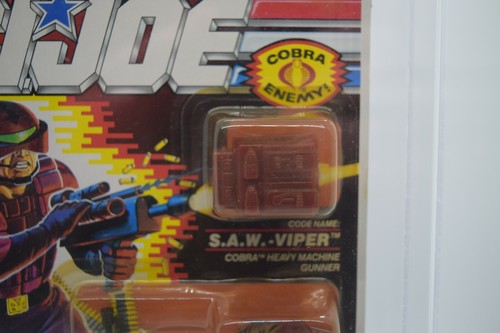 G.I.JOE
COBRA
ENEMY!
CODE NAME:
S.A.W.-VIPER™
COBRA™ HEAVY MACHINE
GUNNER